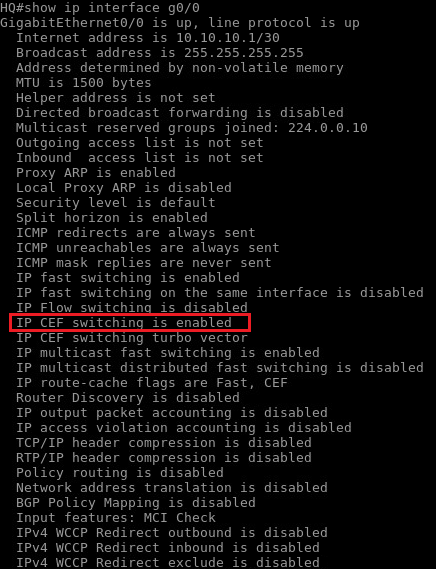 HQ#show ip interface g0/0
GigabitEthernet0/0 is up, line protocol is up
Internet address is 10.10.10.1/30
Broadcast address is 255.255.255.255
Address determined by non-volatile memory
MTU is 1500 bytes
Helper address is not set
Directed broadcast forwarding is disabled
Multicast reserved groups joined: 224.0.0.10
Outgoing access list is not set
Inbound  access list is not set
Proxy ARP is enabled
Local Proxy ARP is disabled
Security level is default
Split horizon is enabled
ICMP redirects are always sent
ICMP unreachables are always sent
ICMP mask replies are never sent
IP fast switching is enabled
IP fast switching on the same interface is disabled
IP Flow switching is disabled
IP CEF switching is enabled
IP CEF switching turbo vector
IP multicast fast switching is enabled
IP multicast distributed fast switching is disabled
IP route-cache flags are Fast, CEF
Router Discovery is disabled
IP output packet accounting is disabled
IP access violation accounting is disabled
TCP/IP header compression is disabled
RTP/IP header compression is disabled
Policy routing is disabled
Network address translation is disabled
BGP Policy Mapping is disabled
Input features: MCI Check
IPv4 WCCP Redirect outbound is disabled
IPv4 WCCP Redirect inbound is disabled
IPv4 WCCP Redirect exclude is disabled